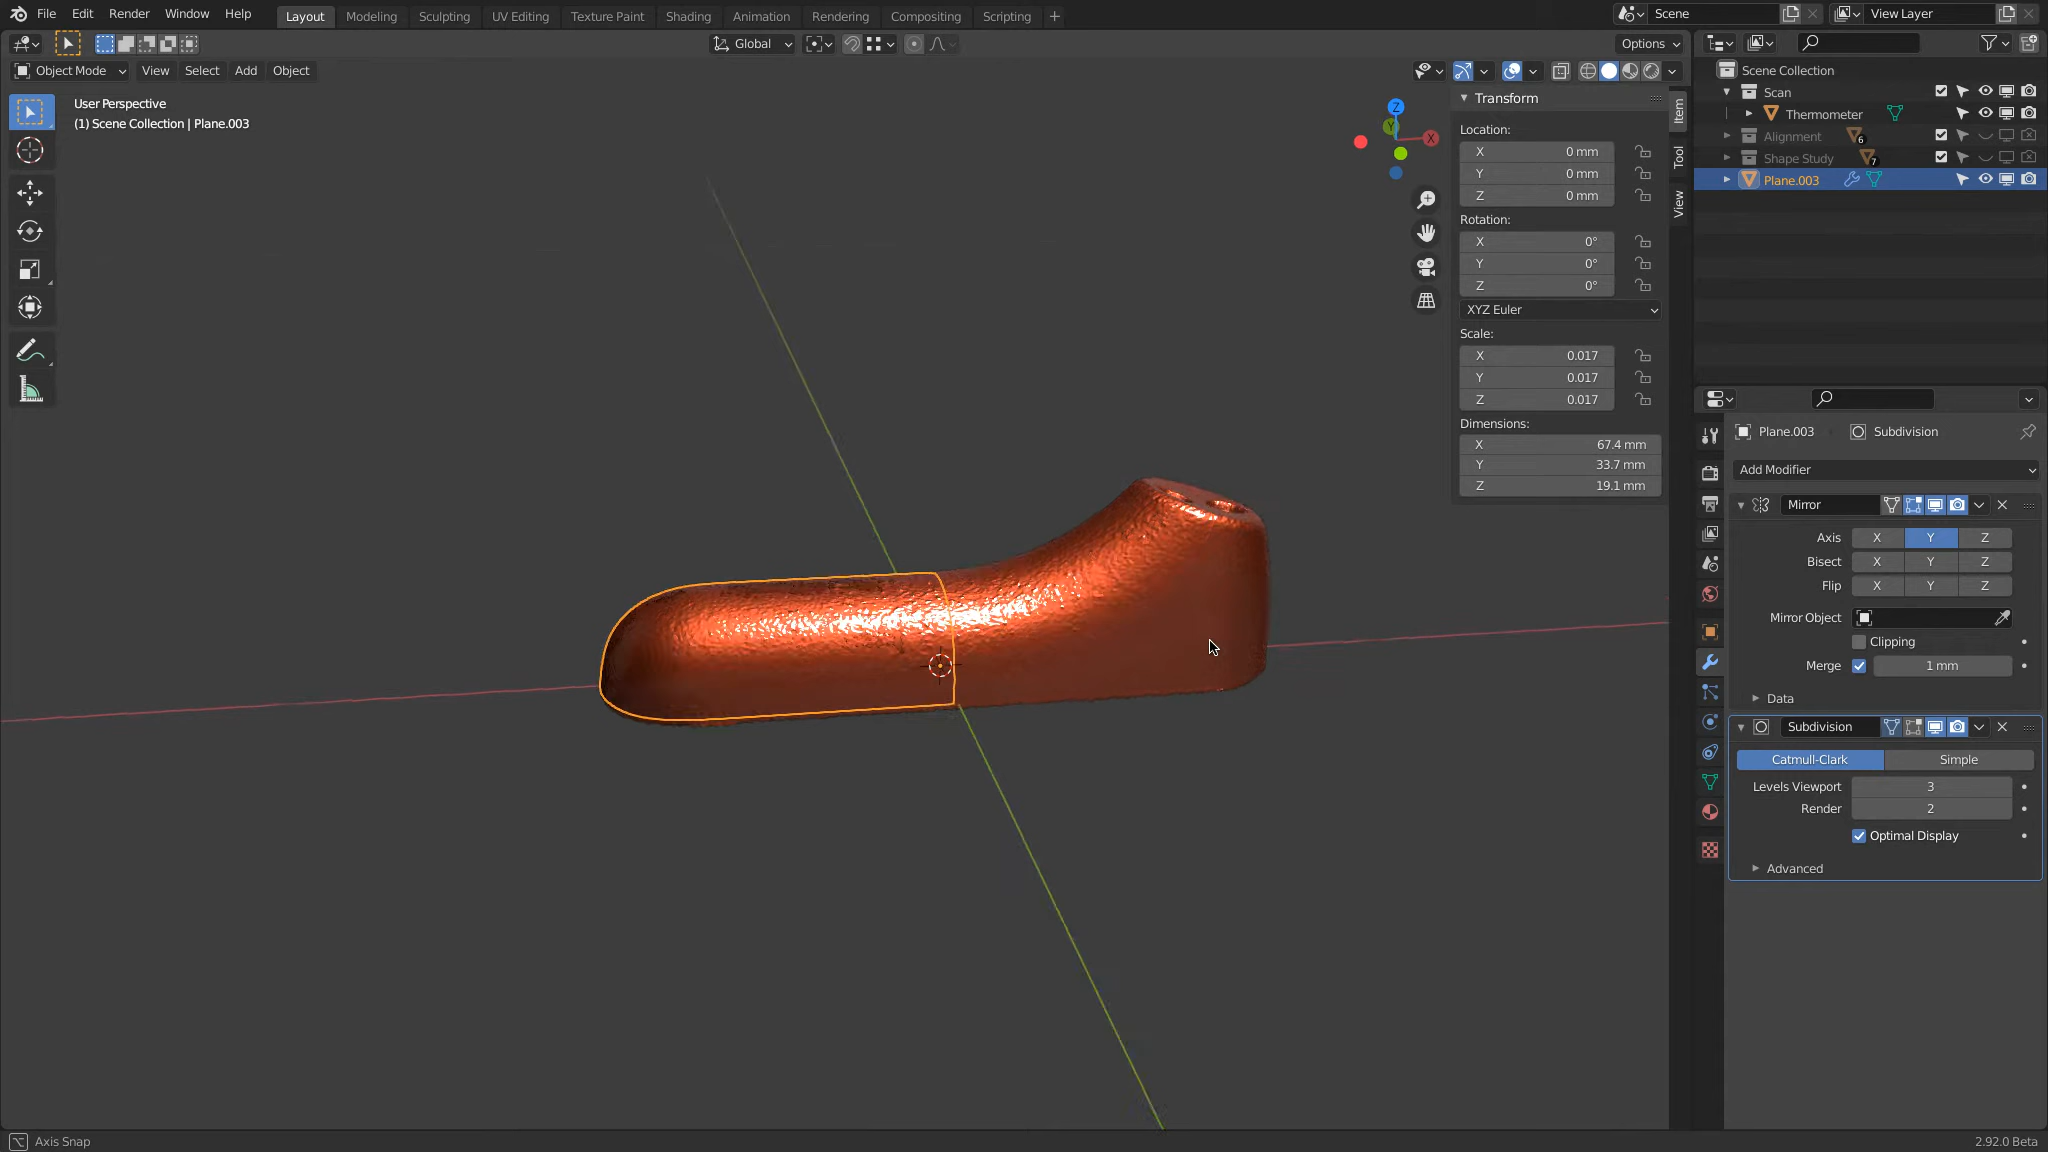 File Edit Render Window Help Layout Modeling Sculpting UV Editing Texture Paint Shading Animation Rendering Compositing Scripting + Scene View Layer
Global Options
Object Mode View Select Add Object
User Perspective
(1) Scene Collection | Plane.003
Z
Y
X
Transform
Location:
X 0 mm
Y 0 mm
Z 0 mm
Rotation:
X 0°
Y 0°
Z 0°
XYZ Euler
Scale:
X 0.017
Y 0.017
Z 0.017
Dimensions:
X 67.4 mm
Y 33.7 mm
Z 19.1 mm
Item
Tool
View
Scene Collection
Scan
Thermometer
Alignment 6
Shape Study 7
Plane.003
Plane.003 Subdivision
Add Modifier
Mirror
Axis X Y Z
Bisect X Y Z
Flip X Y Z
Mirror Object
Clipping
Merge 1 mm
Data
Subdivision
Catmull-Clark Simple
Levels Viewport 3
Render 2
Optimal Display
Advanced
Axis Snap 2.92.0 Beta